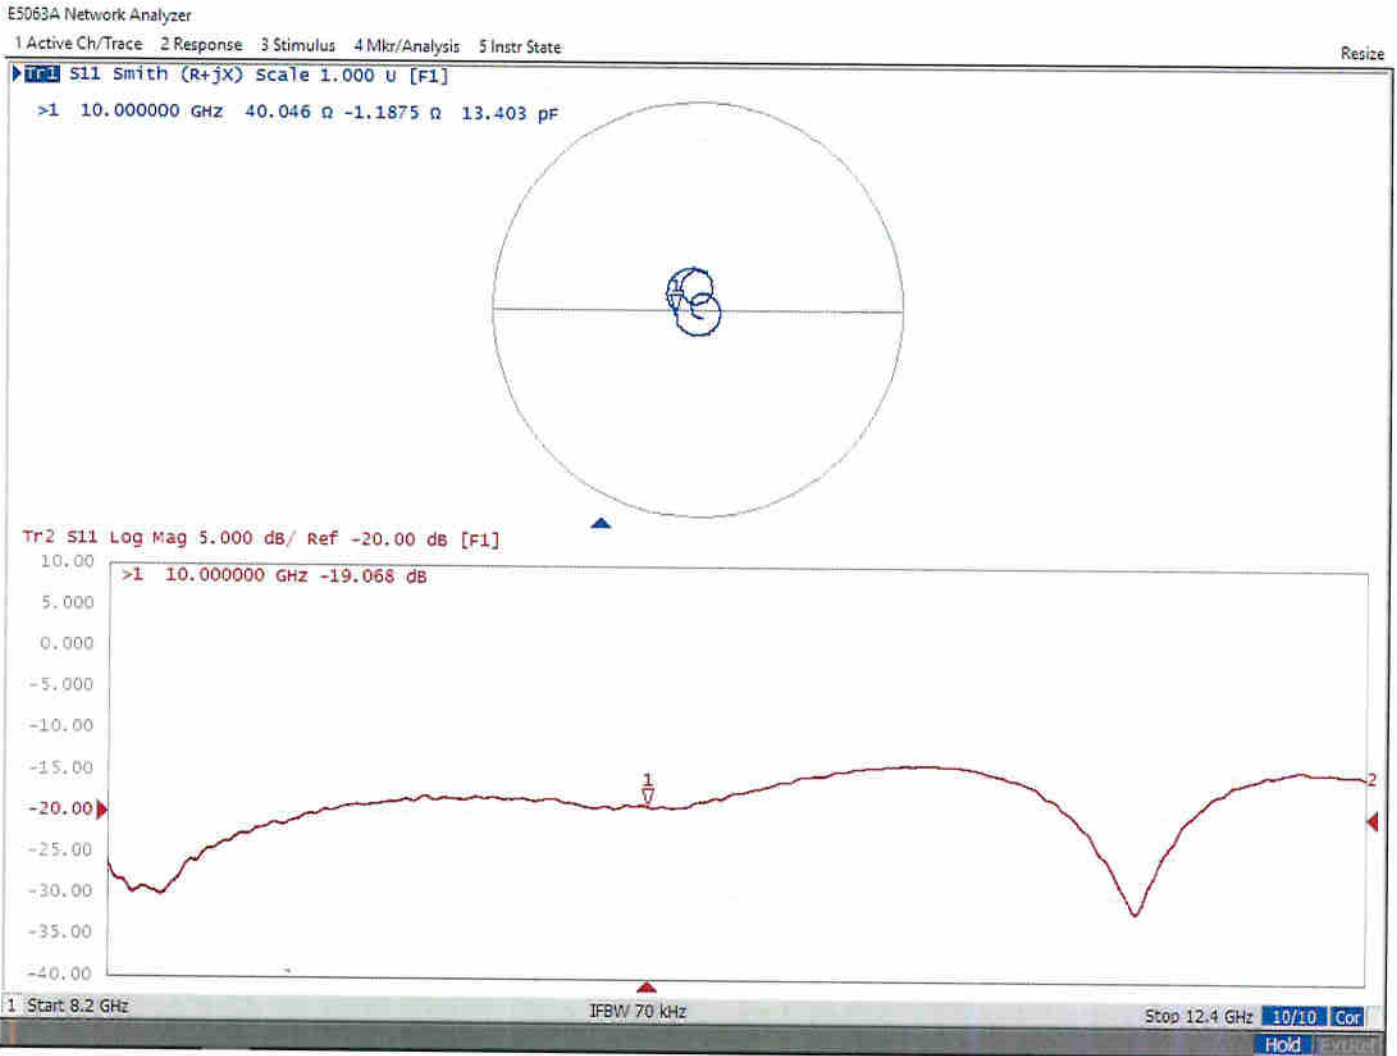 E5063A Network Analyzer
1 Active Ch/Trace 2 Response 3 Stimulus 4 Mkr/Analysis 5 Instr State
Resize
Tr1 S11 Smith (R+jX) Scale 1.000 U [F1]
>1 10.000000 GHz 40.046 Ω -1.1875 Ω 13.403 pF
1
Tr2 S11 Log Mag 5.000 dB/ Ref -20.00 dB [F1]
10.00
>1 10.000000 GHz -19.068 dB
5.000
0.000
-5.000
-10.00
-15.00
1
2
-20.00
-25.00
-30.00
-35.00
-40.00
1 Start 8.2 GHz
IFBW 70 kHz
Stop 12.4 GHz 10/10 Cor
Hold ExtRef